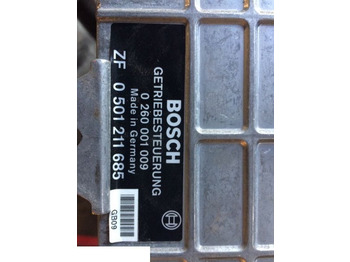 BOSCH
GETRIEBESTEUERUNG
0 260 001 009
Made in Germany
ZF 0 501 211 685
GB09